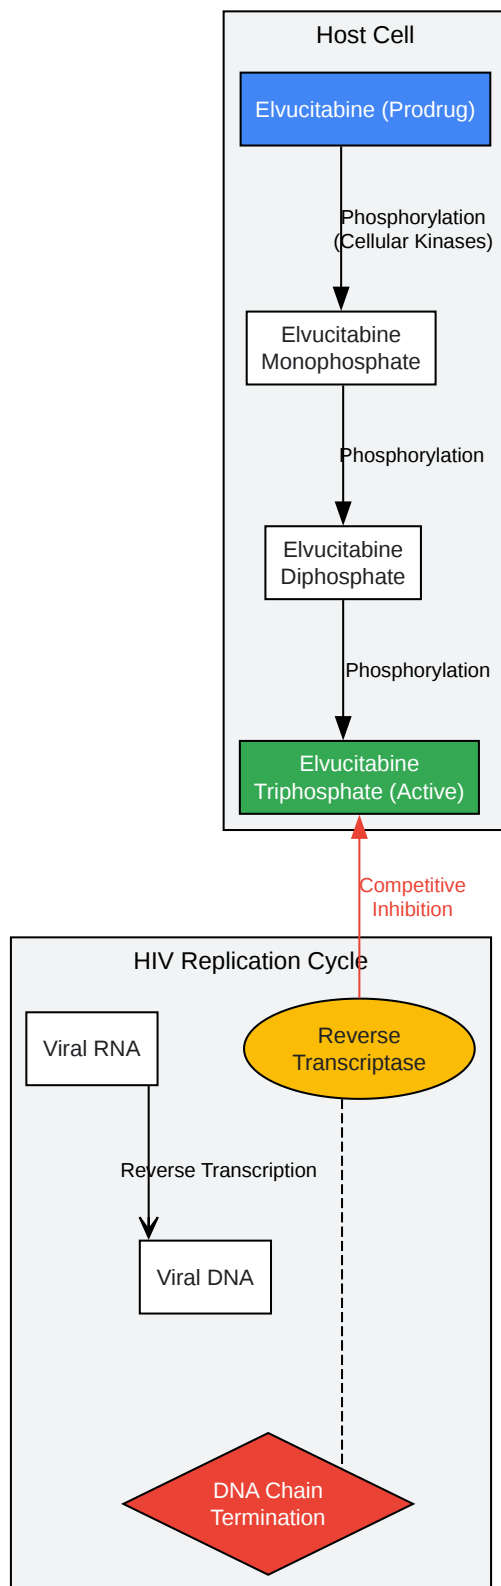 Host Cell
Elvucitabine (Prodrug)
Phosphorylation
(Cellular Kinases)
Elvucitabine
Monophosphate
Phosphorylation
Elvucitabine
Diphosphate
Phosphorylation
Elvucitabine
Triphosphate (Active)
Competitive
Inhibition
HIV Replication Cycle
Viral RNA
Reverse
Transcriptase
Reverse Transcription
Viral DNA
DNA Chain
Termination